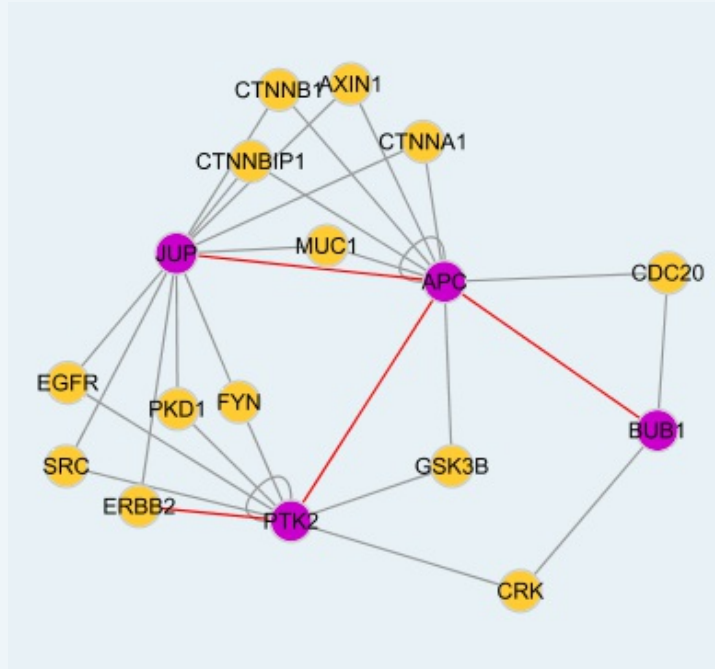 CTNNB1
AXIN1
CTNNA1
CTNNBIP1
MUC1
JUP
APC
CDC20
EGFR
PKD1
FYN
BUB1
SRC
GSK3B
ERBB2
PTK2
CRK